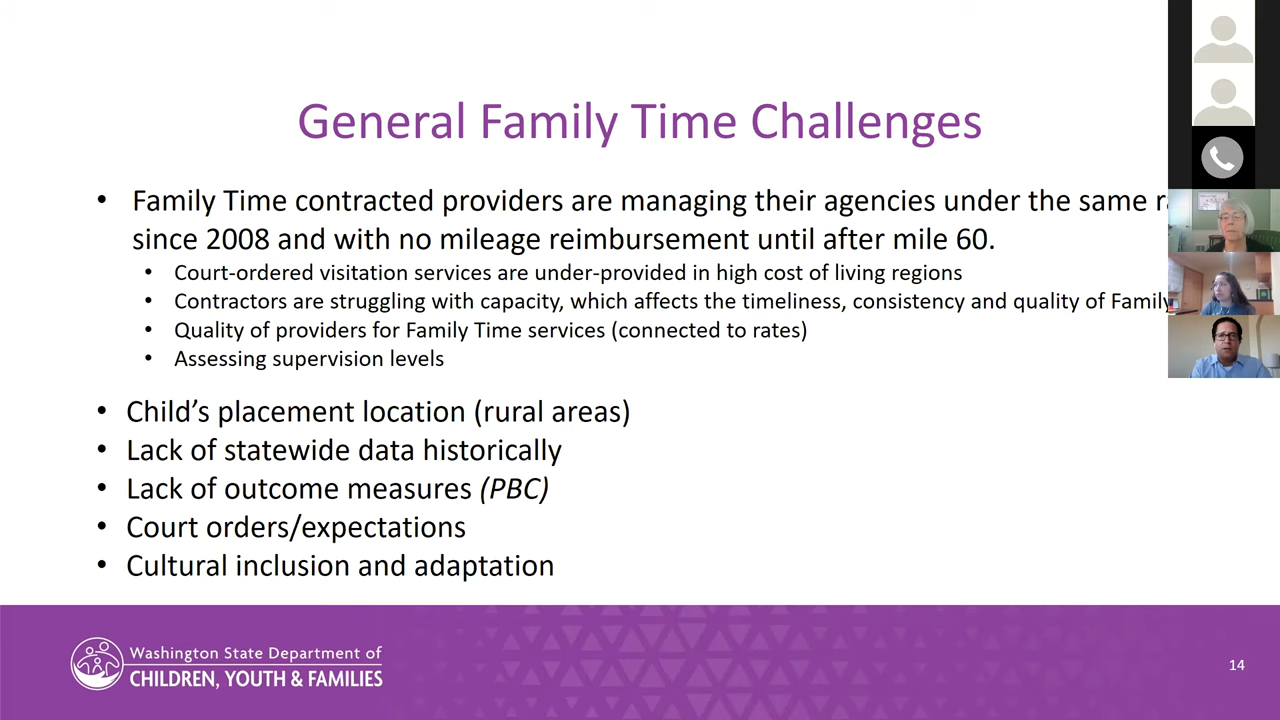 General Family Time Challenges
• Family Time contracted providers are managing their agencies under the same
since 2008 and with no mileage reimbursement until after mile 60.
• Court-ordered visitation services are under-provided in high cost of living regions
• Contractors are struggling with capacity, which affects the timeliness, consistency and quality of Family
• Quality of providers for Family Time services (connected to rates)
• Assessing supervision levels
• Child’s placement location (rural areas)
• Lack of statewide data historically
• Lack of outcome measures (PBC)
• Court orders/expectations
• Cultural inclusion and adaptation
Washington State Department of
CHILDREN, YOUTH & FAMILIES
14